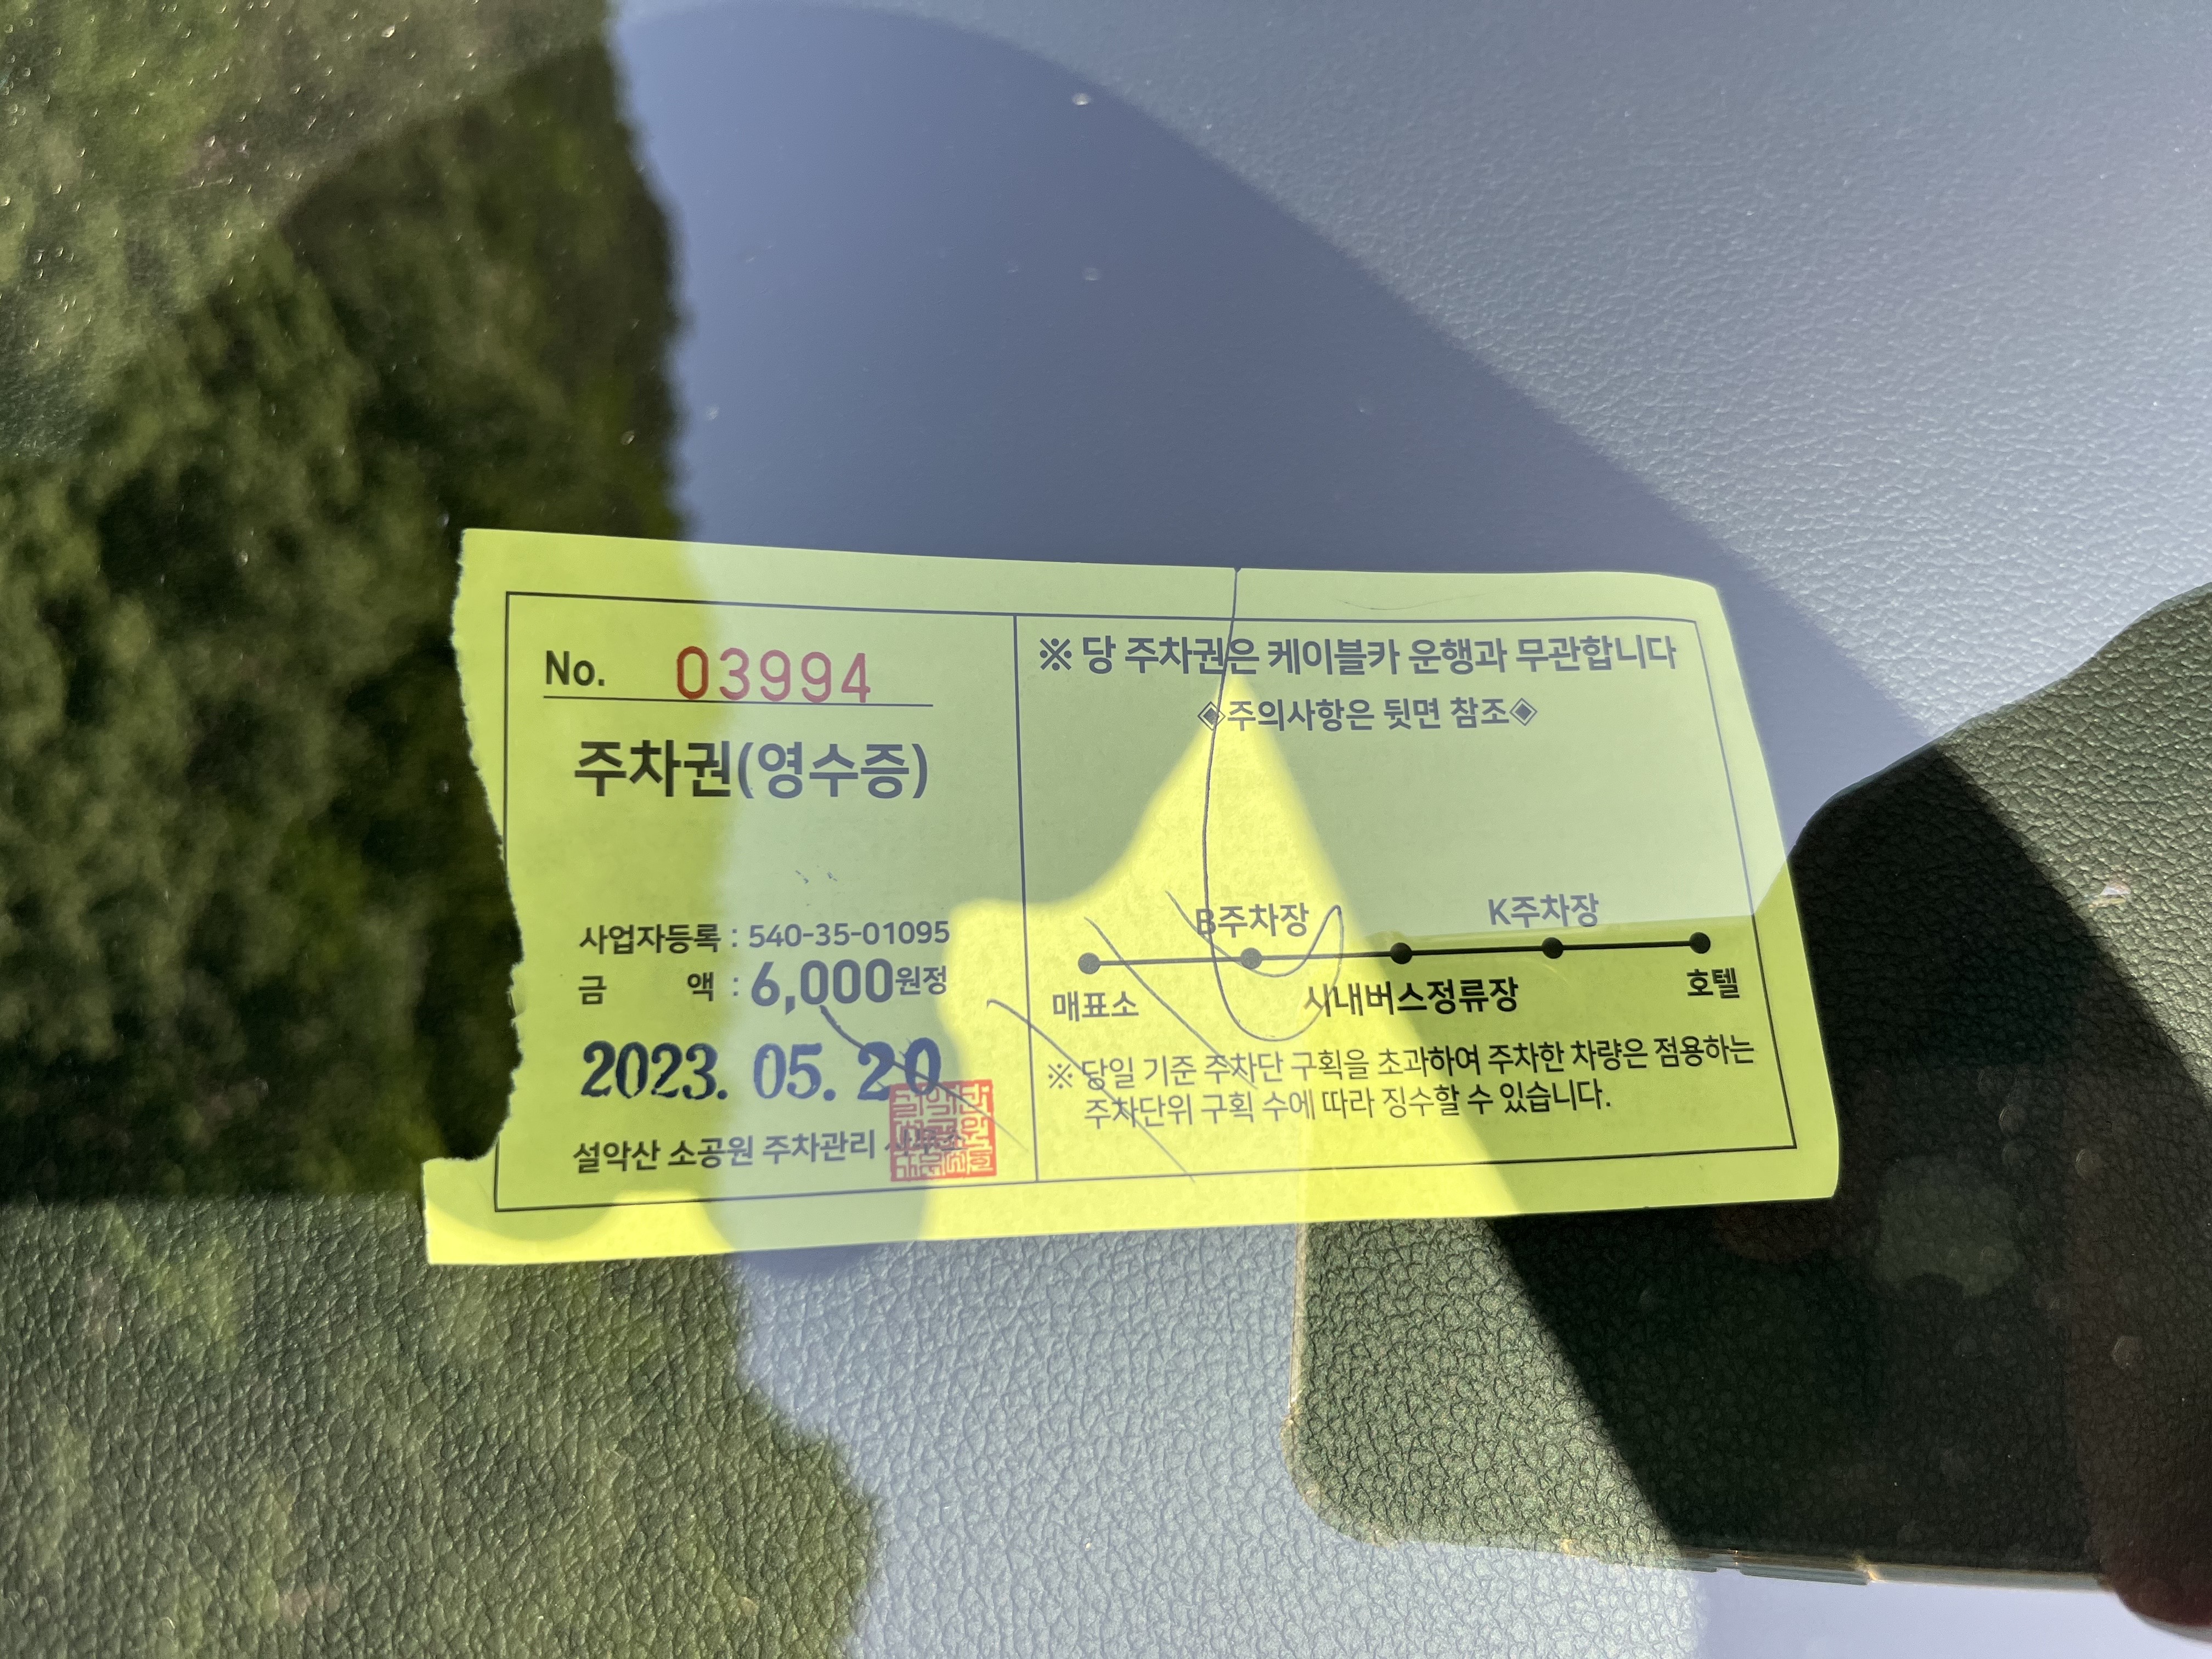 No. 03994
주차권(영수증)
사업자등록 : 540-35-01095
금 액 : 6,000원정
2023. 05. 20
설악산 소공원 주차관리 사무소
※ 당 주차권은 케이블카 운행과 무관합니다
◈주의사항은 뒷면 참조◈
B주차장 K주차장
매표소 시내버스정류장 호텔
※ 당일 기준 주차단 구획을 초과하여 주차한 차량은 점용하는
주차단위 구획 수에 따라 징수할 수 있습니다.